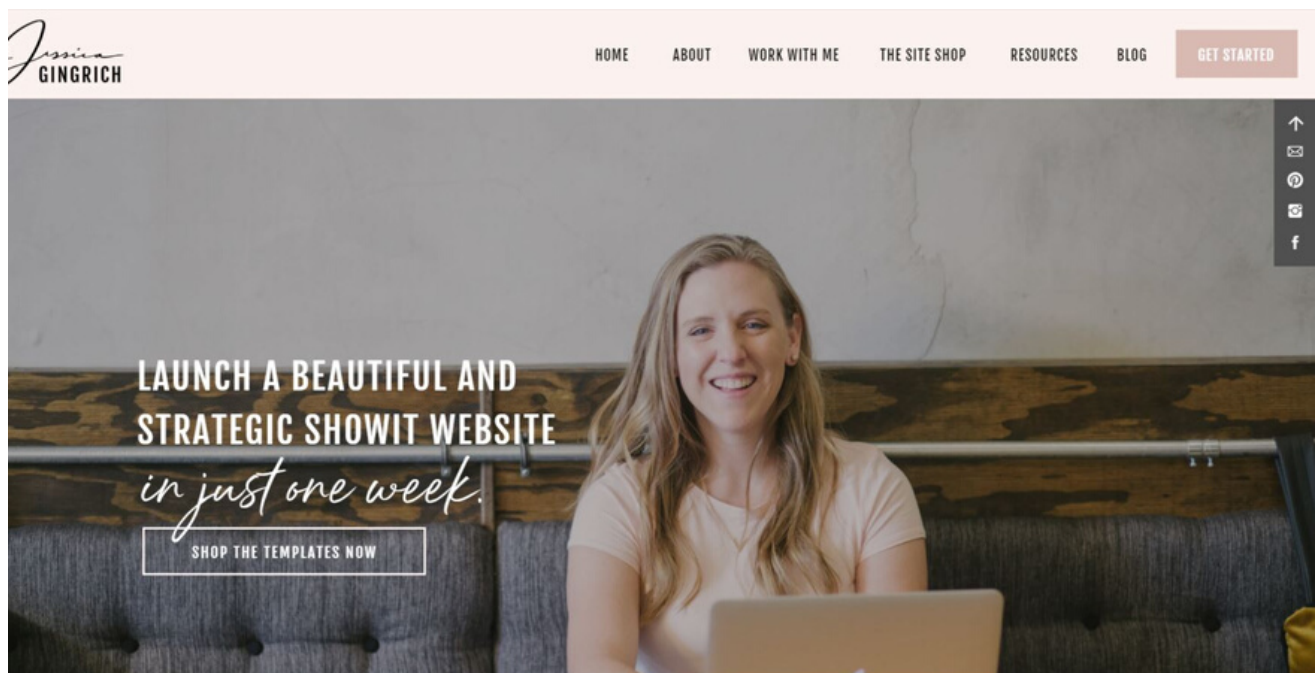 Jessica
GINGRICH
HOME ABOUT WORK WITH ME THE SITE SHOP RESOURCES BLOG GET STARTED
LAUNCH A BEAUTIFUL AND
STRATEGIC SHOWIT WEBSITE
in just one week.
SHOP THE TEMPLATES NOW